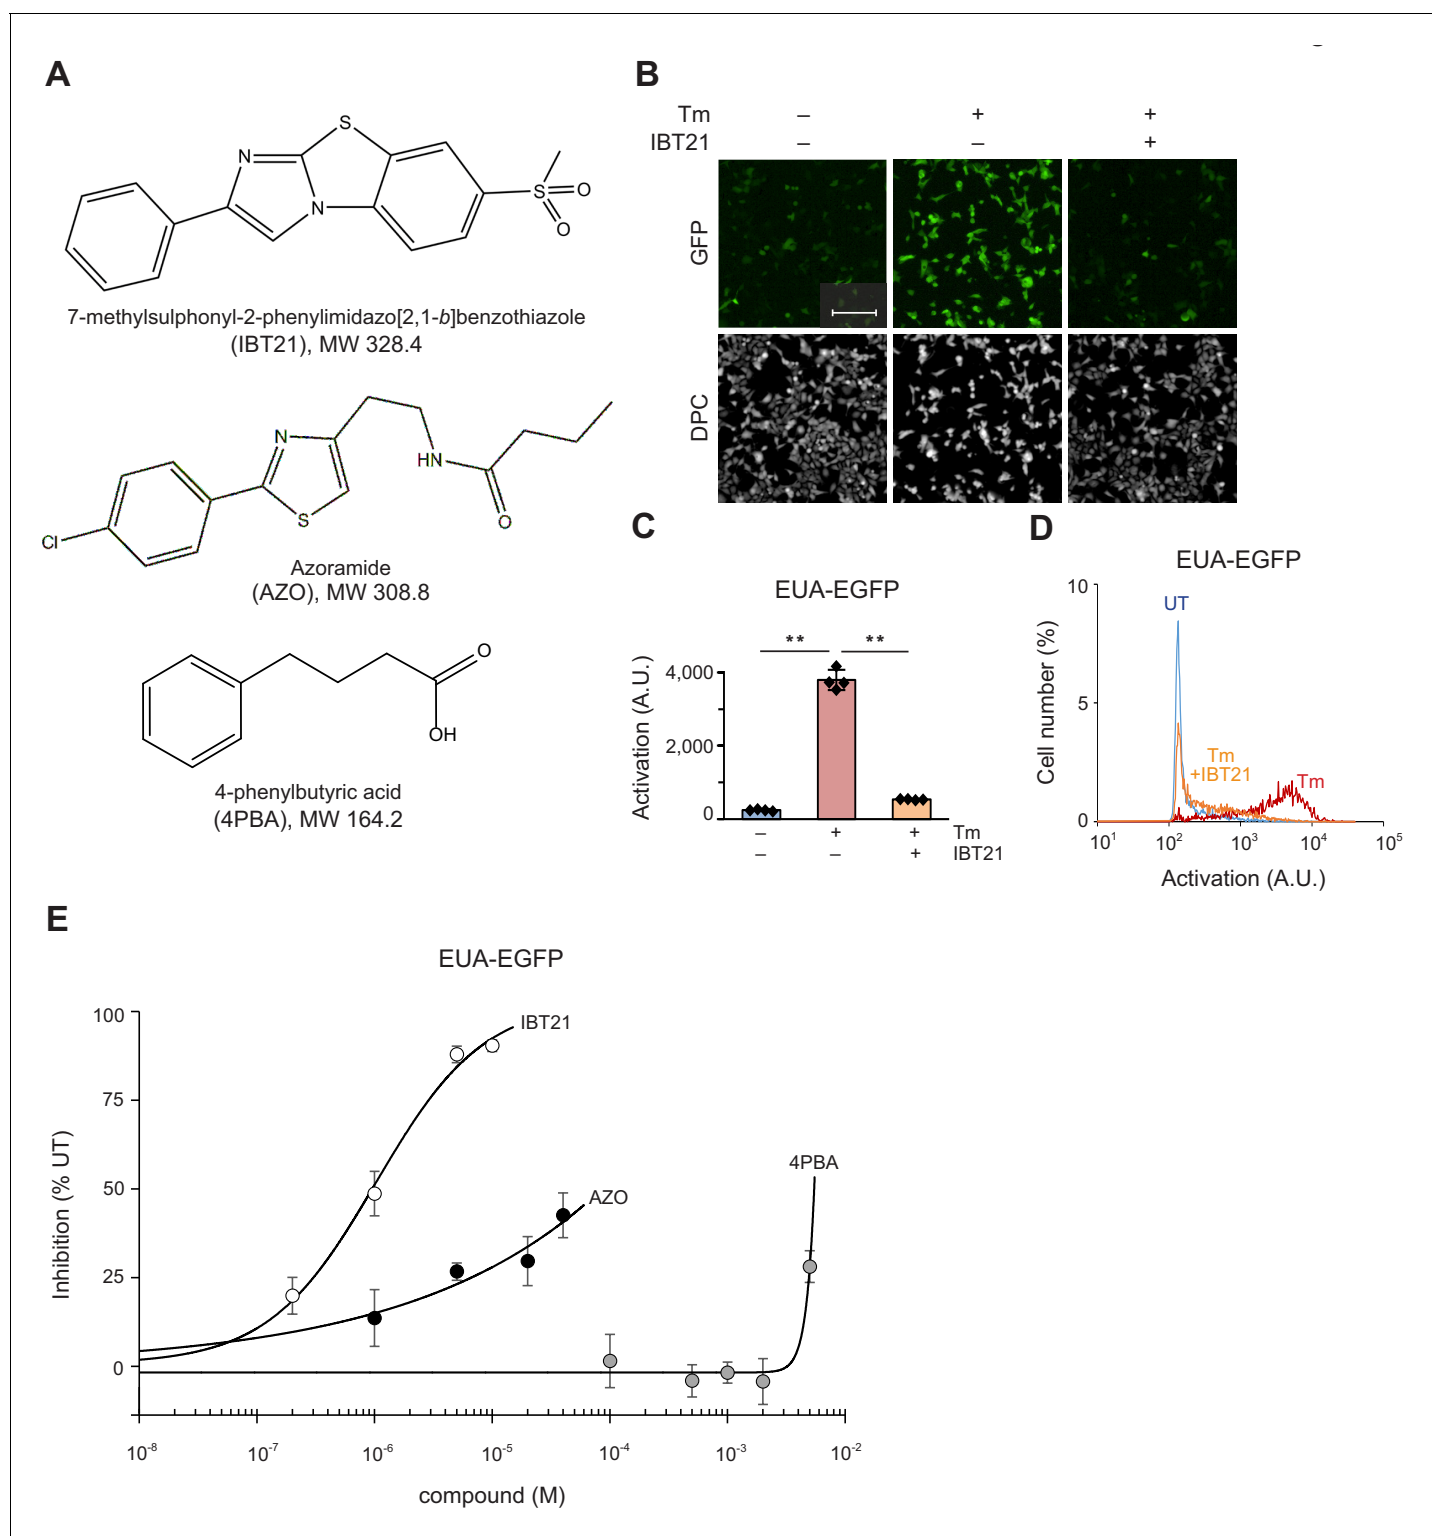 A
N
S
N
S
O
O
7-methylsulphonyl-2-phenylimidazo[2,1-b]benzothiazole
(IBT21), MW 328.4
N
S
HN
O
Cl
Azoramide
(AZO), MW 308.8
O
OH
4-phenylbutyric acid
(4PBA), MW 164.2
B
Tm – + +
IBT21 – – +
GFP
DPC
C
EUA-EGFP
** **
Activation (A.U.)
4,000
2,000
0
– + + Tm
– – + IBT21
D
EUA-EGFP
Cell number (%)
10
5
0
UT
Tm
+IBT21
Tm
10¹ 10² 10³ 10⁴ 10⁵
Activation (A.U.)
E
EUA-EGFP
Inhibition (% UT)
100
75
50
25
0
IBT21
AZO
4PBA
10⁻⁸ 10⁻⁷ 10⁻⁶ 10⁻⁵ 10⁻⁴ 10⁻³ 10⁻²
compound (M)